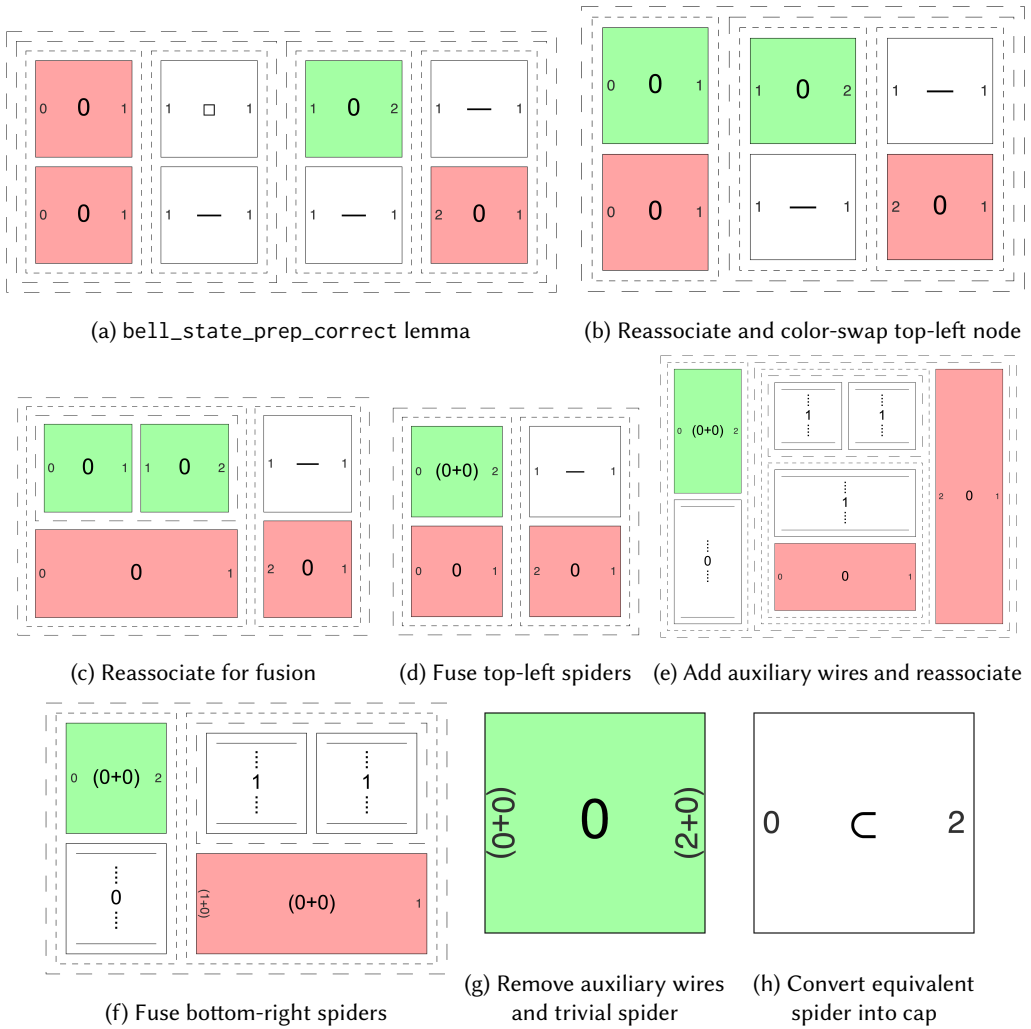 0 0 1 1 □ 1 1 0 2 1 — 1
0 0 1 1 — 1 1 — 1 2 0 1
(a) bell_state_prep_correct lemma
0 0 1 1 0 2 1 — 1
0 0 1 1 — 1 2 0 1
(b) Reassociate and color-swap top-left node
0 0 1 1 0 2 1 — 1
0 0 1 2 0 1
(c) Reassociate for fusion
0 (0+0) 2 1 — 1
0 0 1 2 0 1
(d) Fuse top-left spiders
0 (0+0) 2 1 1
2 0 1
1
0
0 0 1
(e) Add auxiliary wires and reassociate
0 (0+0) 2 1 1
0 (1+0) (0+0) 1
(f) Fuse bottom-right spiders
(0+0) 0 (2+0)
(g) Remove auxiliary wires
and trivial spider
0 ⊂ 2
(h) Convert equivalent
spider into cap